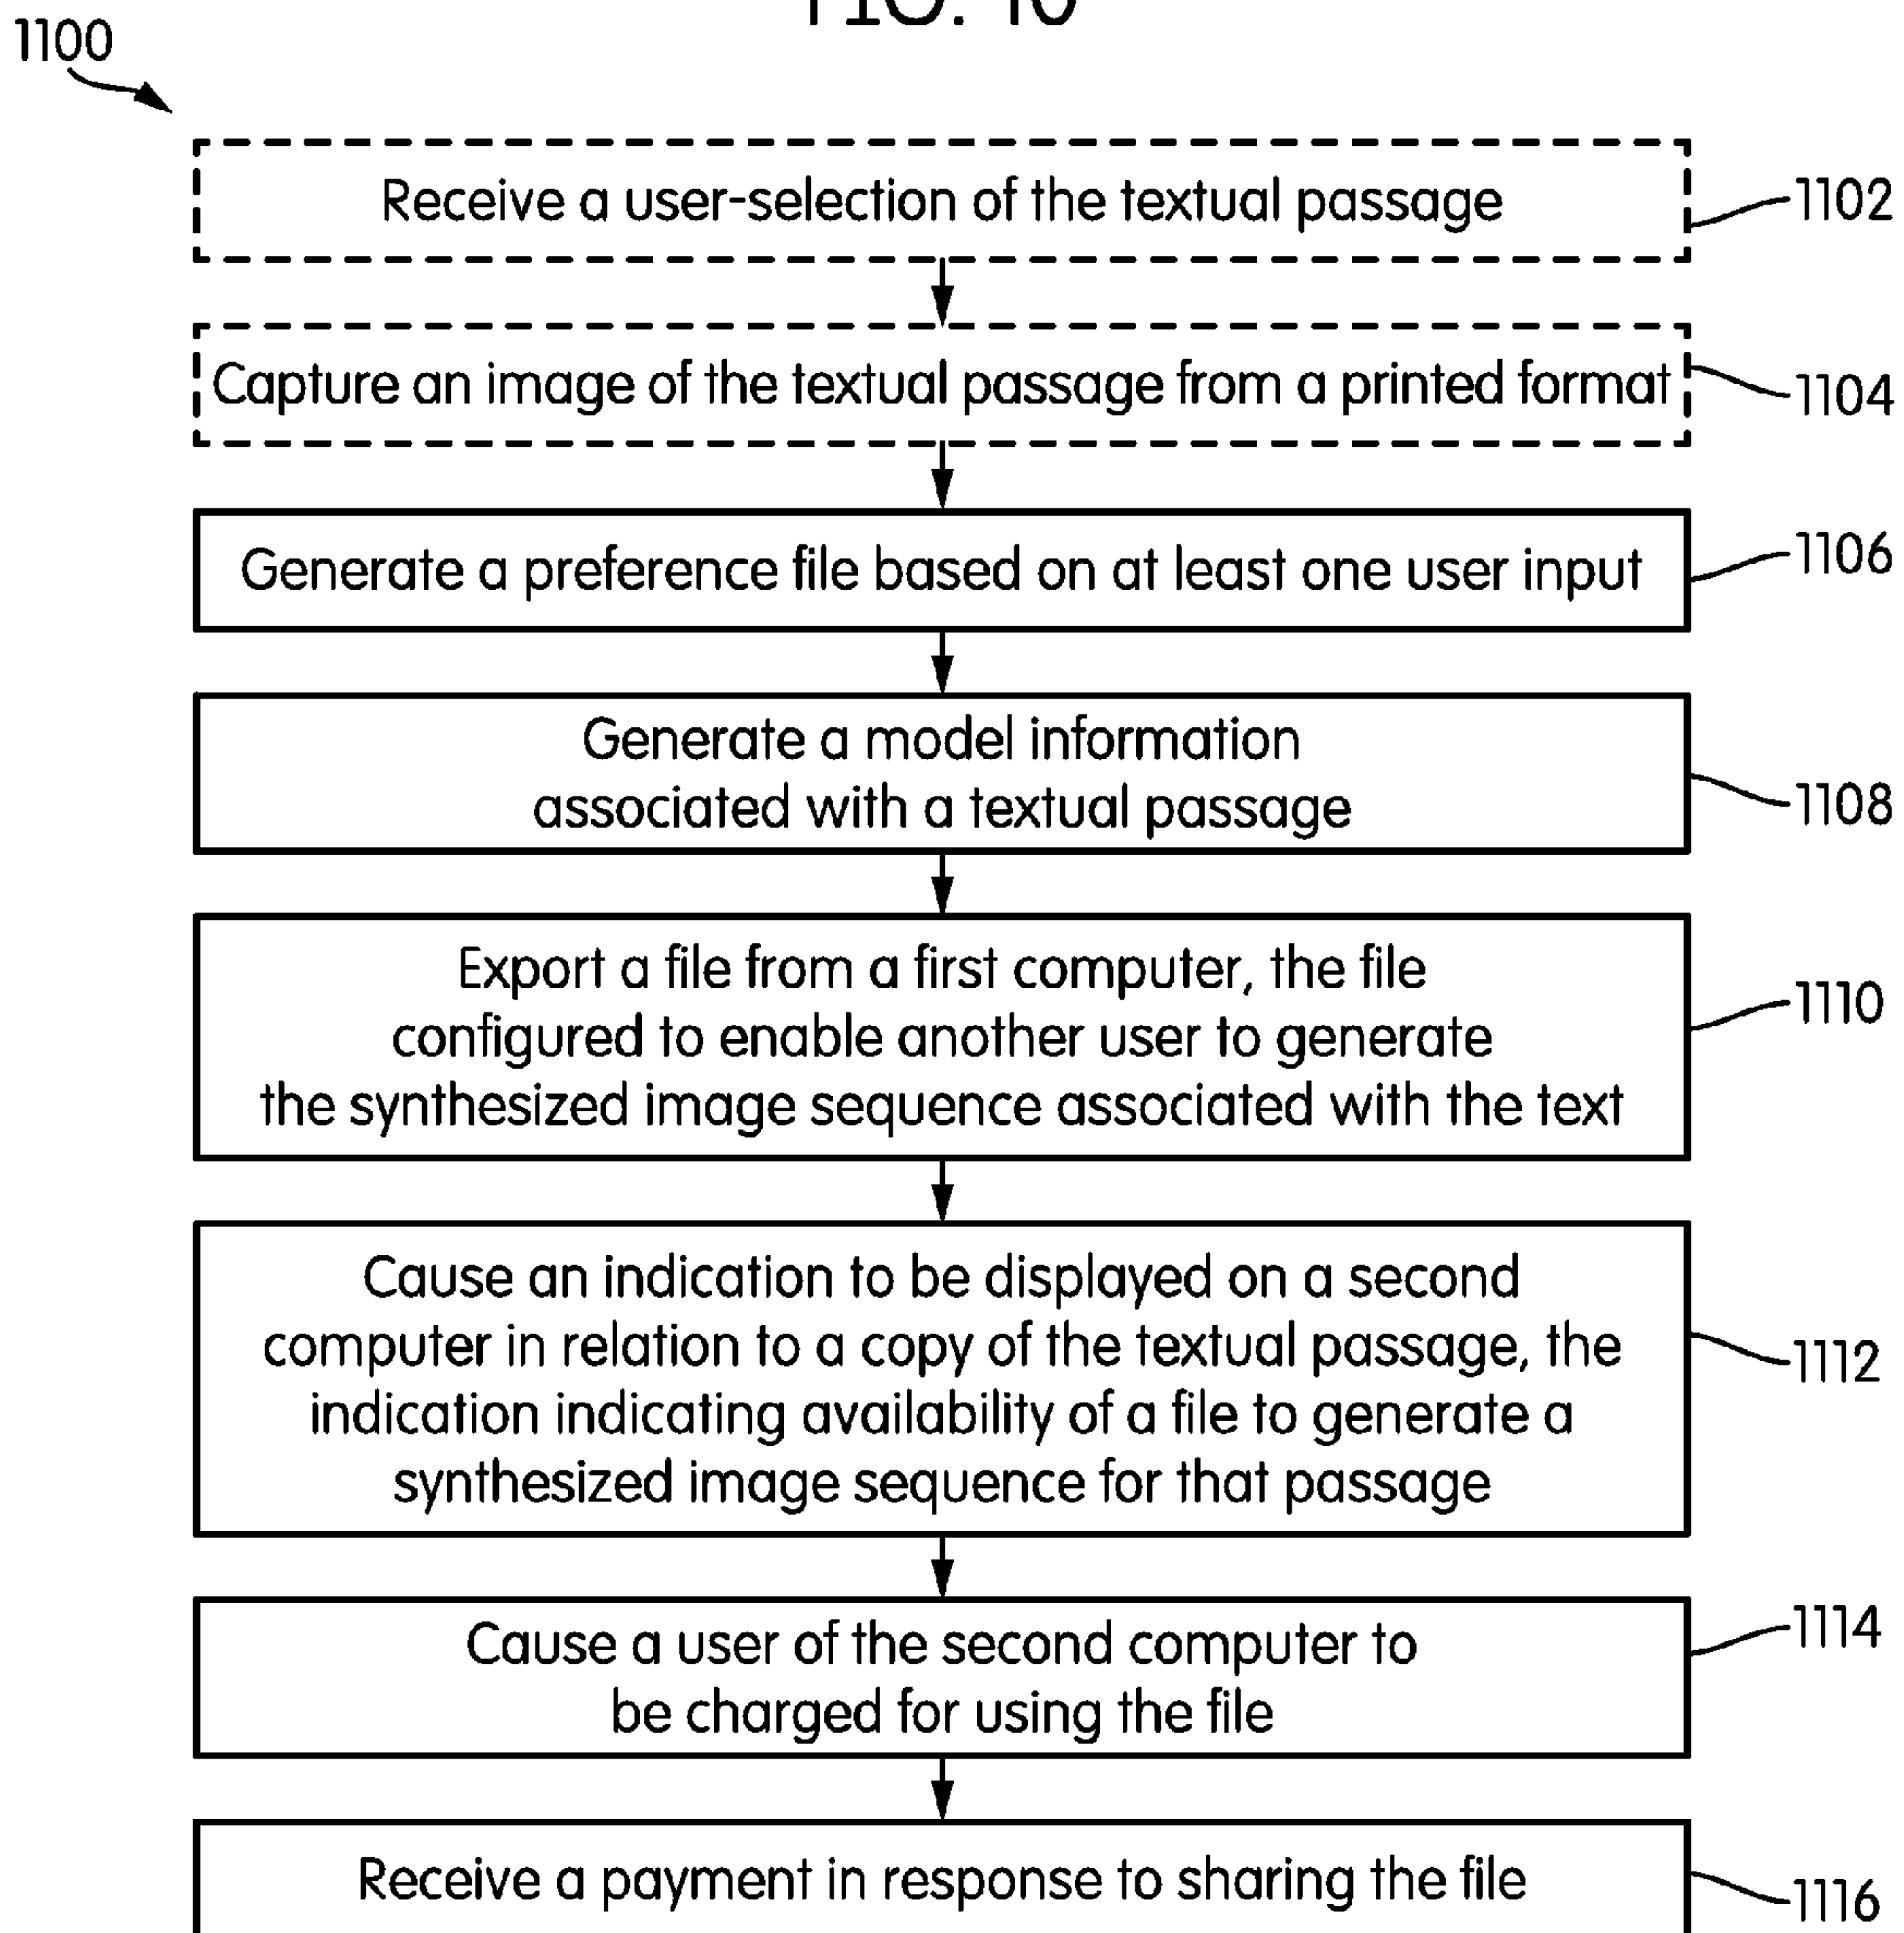 1100
Receive a user-selection of the textual passage
1102
Capture an image of the textual passage from a printed format
1104
Generate a preference file based on at least one user input
1106
Generate a model information
associated with a textual passage
1108
Export a file from a first computer, the file
configured to enable another user to generate
the synthesized image sequence associated with the text
1110
Cause an indication to be displayed on a second
computer in relation to a copy of the textual passage, the
indication indicating availability of a file to generate a
synthesized image sequence for that passage
1112
Cause a user of the second computer to
be charged for using the file
1114
Receive a payment in response to sharing the file
1116